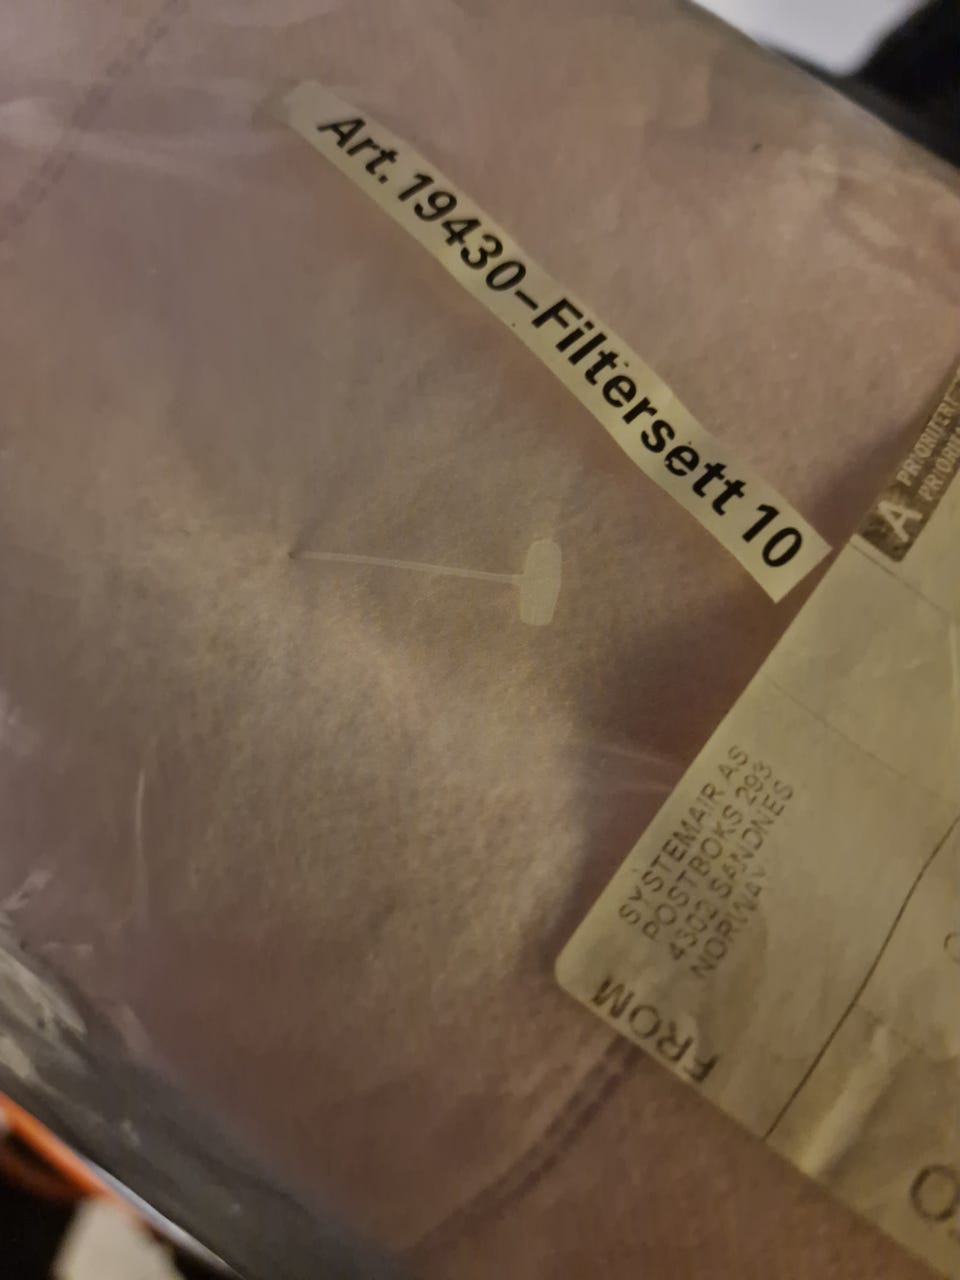 Art. 19430-Filtersett 10
A
SYSTEMAIR AS
POSTBOKS 293
4302 SANDNES
NORWAY
FROM